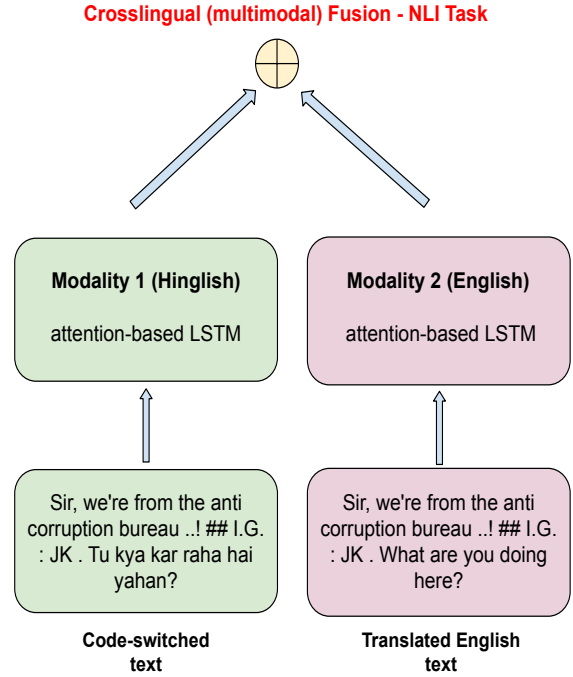 Crosslingual (multimodal) Fusion - NLI Task
Modality 1 (Hinglish)
attention-based LSTM
Modality 2 (English)
attention-based LSTM
Sir, we're from the anti
corruption bureau ..! ## I.G.
: JK . Tu kya kar raha hai
yahan?
Sir, we're from the anti
corruption bureau ..! ## I.G.
: JK . What are you doing
here?
Code-switched
text
Translated English
text